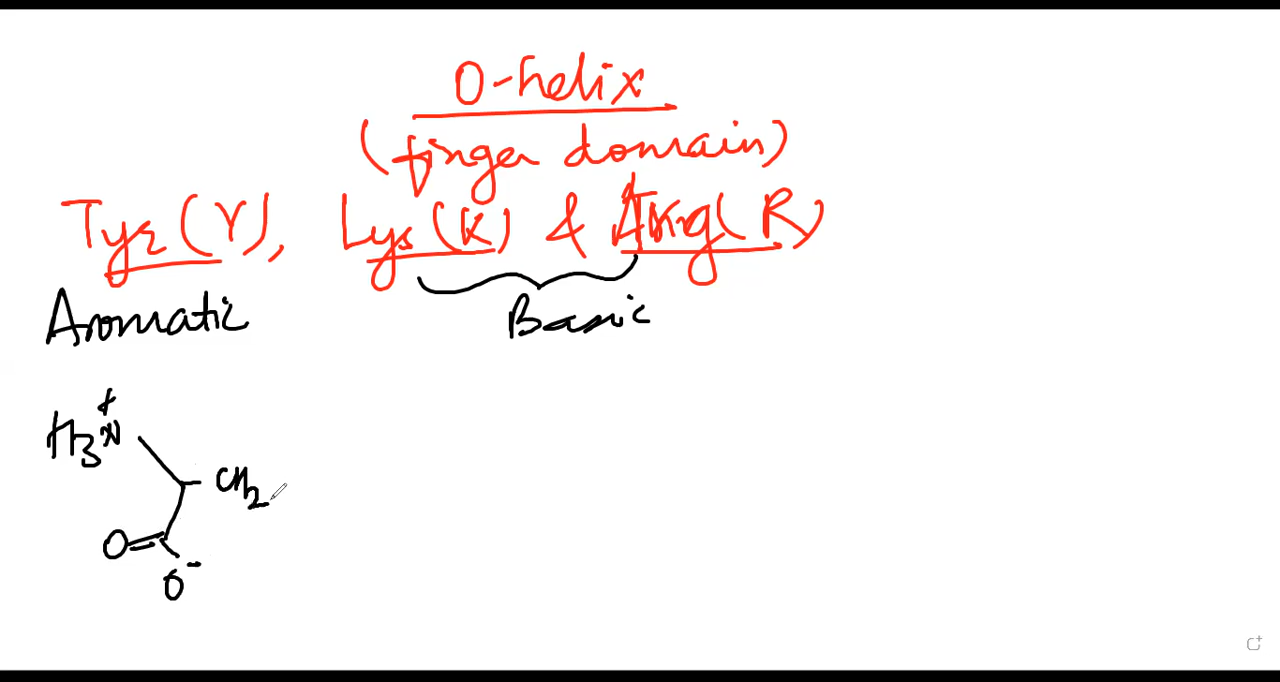 O-helix
(finger domain)
Tyr(Y), Lys(K) & Arg(R)
Aromatic Basic
+
H3N
CH2
O
O-